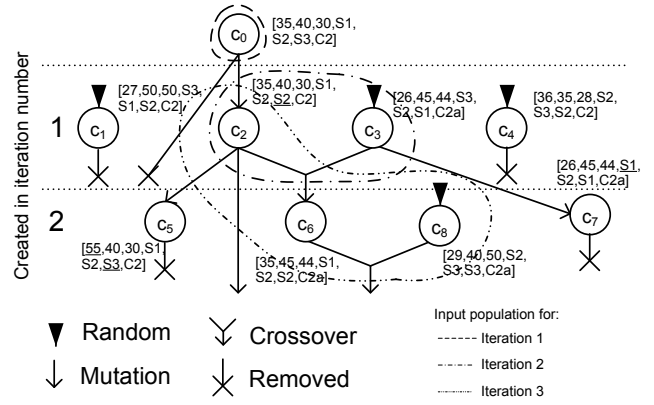 [35,40,30,S1,
S2,S3,C2]
c0
Created in iteration number
1
[27,50,50,S3,
S1,S2,C2]
c1
[35,40,30,S1,
S2,S2,C2]
c2
[26,45,44,S3,
S2,S1,C2a]
c3
[36,35,28,S2,
S3,S2,C2]
c4
[26,45,44,S1,
S2,S1,C2a]
c7
2
c5
[55,40,30,S1,
S2,S3,C2]
c6
[35,45,44,S1,
S2,S2,C2a]
c8
[29,40,50,S2,
S3,S3,C2a]
Random
Mutation
Crossover
Removed
Input population for:
Iteration 1
Iteration 2
Iteration 3